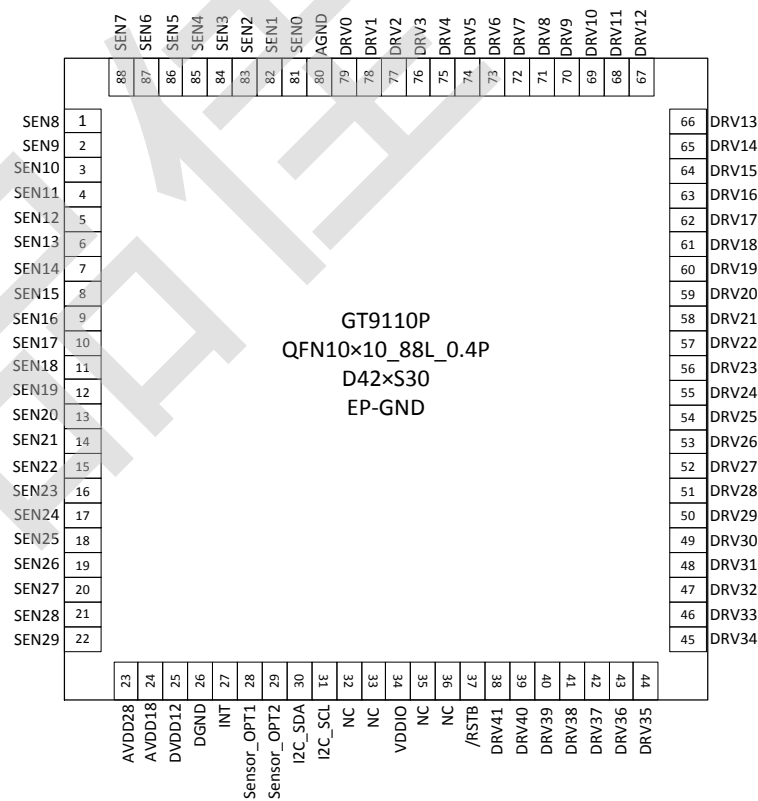 SEN7 SEN6 SEN5 SEN4 SEN3 SEN2 SEN1 SEN0 AGND DRV0 DRV1 DRV2 DRV3 DRV4 DRV5 DRV6 DRV7 DRV8 DRV9 DRV10 DRV11 DRV12
88 87 86 85 84 83 82 81 80 79 78 77 76 75 74 73 72 71 70 69 68 67
SEN8 1
SEN9 2
SEN10 3
SEN11 4
SEN12 5
SEN13 6
SEN14 7
SEN15 8
SEN16 9
SEN17 10
SEN18 11
SEN19 12
SEN20 13
SEN21 14
SEN22 15
SEN23 16
SEN24 17
SEN25 18
SEN26 19
SEN27 20
SEN28 21
SEN29 22
GT9110P
QFN10×10_88L_0.4P
D42×S30
EP-GND
66 DRV13
65 DRV14
64 DRV15
63 DRV16
62 DRV17
61 DRV18
60 DRV19
59 DRV20
58 DRV21
57 DRV22
56 DRV23
55 DRV24
54 DRV25
53 DRV26
52 DRV27
51 DRV28
50 DRV29
49 DRV30
48 DRV31
47 DRV32
46 DRV33
45 DRV34
23 24 25 26 27 28 29 30 31 32 33 34 35 36 37 38 39 40 41 42 43 44
AVDD28 AVDD18 DVDD12 DGND INT Sensor_OPT1 Sensor_OPT2 I2C_SDA I2C_SCL NC NC VDDIO NC NC /RSTB DRV41 DRV40 DRV39 DRV38 DRV37 DRV36 DRV35